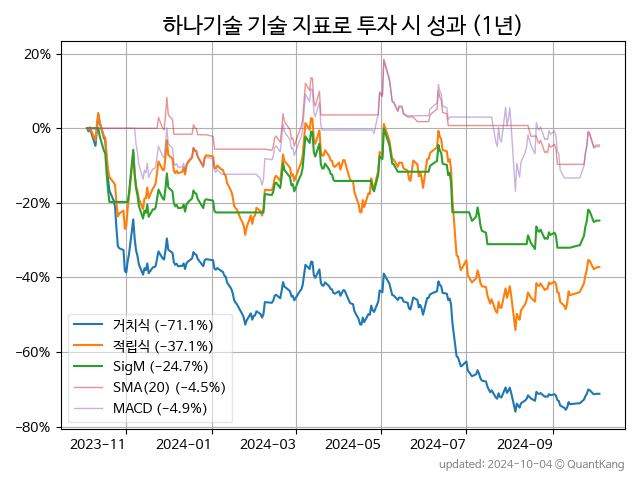 하나기술 기술 지표로 투자 시 성과 (1년)
20%
0%
−20%
−40%
−60%
−80%
거치식 (−71.1%)
적립식 (−37.1%)
SigM (−24.7%)
SMA(20) (−4.5%)
MACD (−4.9%)
2023-11 2024-01 2024-03 2024-05 2024-07 2024-09
updated: 2024-10-04 © QuantKang